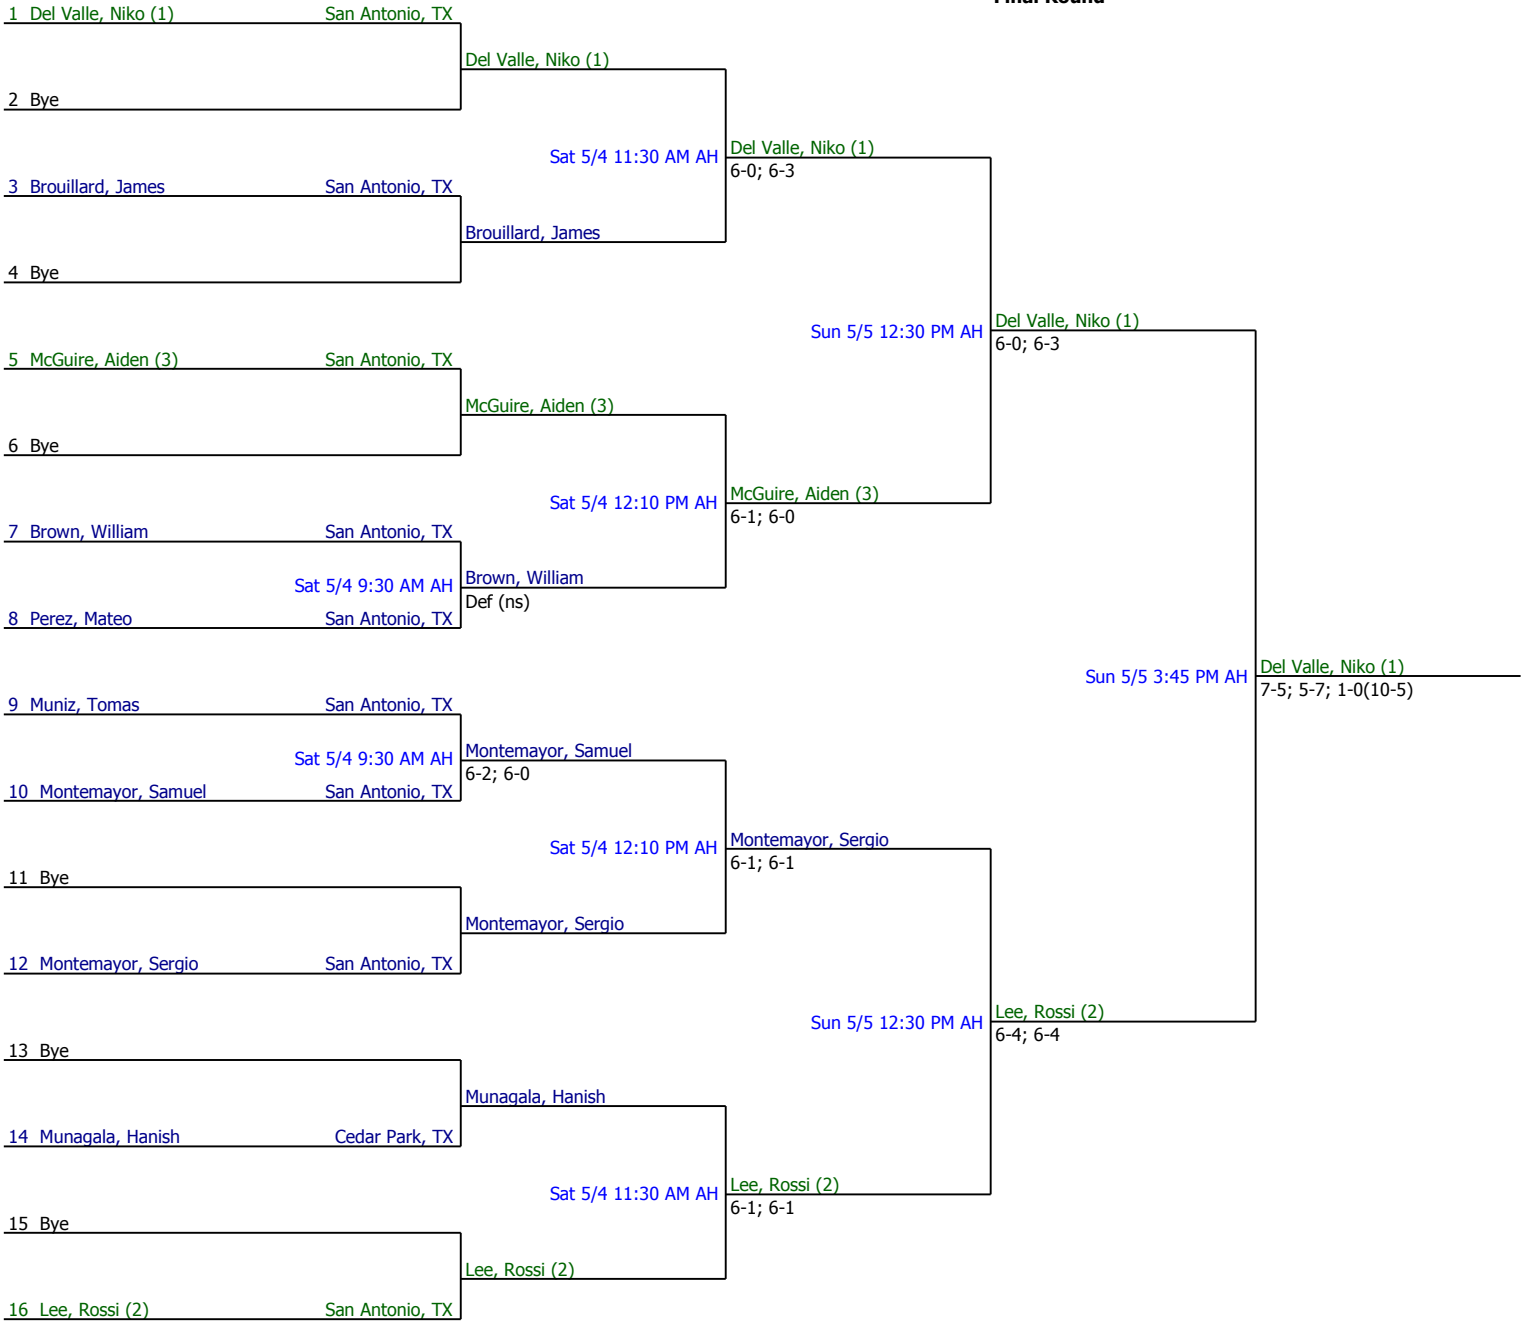 Final Round
1 Del Valle, Niko (1) San Antonio, TX
Del Valle, Niko (1)
2 Bye
Sat 5/4 11:30 AM AH
Del Valle, Niko (1)
6-0; 6-3
3 Brouillard, James San Antonio, TX
Brouillard, James
4 Bye
Sun 5/5 12:30 PM AH
Del Valle, Niko (1)
6-0; 6-3
5 McGuire, Aiden (3) San Antonio, TX
McGuire, Aiden (3)
6 Bye
Sat 5/4 12:10 PM AH
McGuire, Aiden (3)
6-1; 6-0
7 Brown, William San Antonio, TX
Sat 5/4 9:30 AM AH
Brown, William
Def (ns)
8 Perez, Mateo San Antonio, TX
Sun 5/5 3:45 PM AH
Del Valle, Niko (1)
7-5; 5-7; 1-0(10-5)
9 Muniz, Tomas San Antonio, TX
Sat 5/4 9:30 AM AH
Montemayor, Samuel
6-2; 6-0
10 Montemayor, Samuel San Antonio, TX
Sat 5/4 12:10 PM AH
Montemayor, Sergio
6-1; 6-1
11 Bye
Montemayor, Sergio
12 Montemayor, Sergio San Antonio, TX
Sun 5/5 12:30 PM AH
Lee, Rossi (2)
6-4; 6-4
13 Bye
Munagala, Hanish
14 Munagala, Hanish Cedar Park, TX
Sat 5/4 11:30 AM AH
Lee, Rossi (2)
6-1; 6-1
15 Bye
Lee, Rossi (2)
16 Lee, Rossi (2) San Antonio, TX